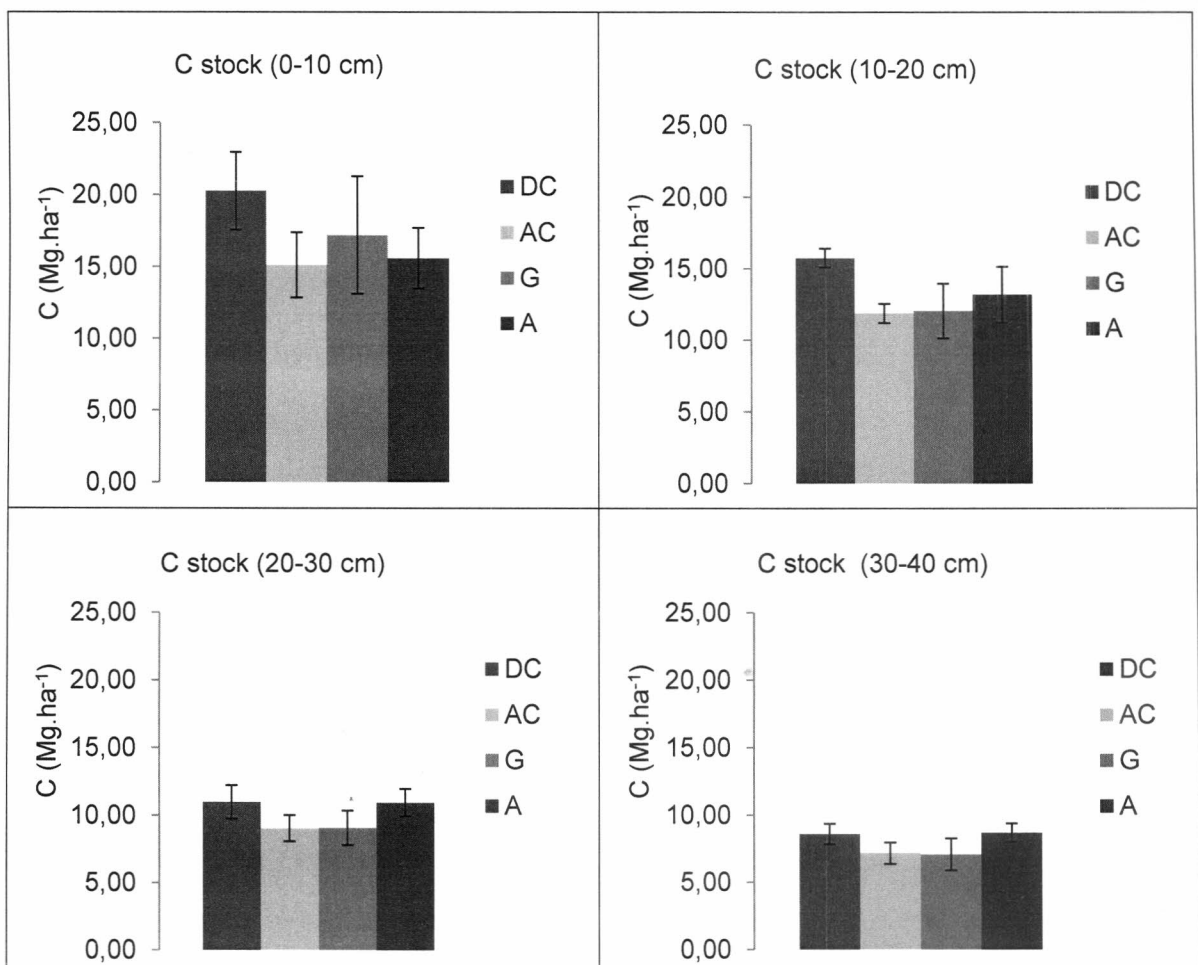 C stock (0-10 cm)
25,00
20,00
15,00
10,00
5,00
0,00
C (Mg.ha⁻¹)
DC
AC
G
A
C stock (10-20 cm)
25,00
20,00
15,00
10,00
5,00
0,00
C (Mg.ha⁻¹)
DC
AC
G
A
C stock (20-30 cm)
25,00
20,00
15,00
10,00
5,00
0,00
C (Mg.ha⁻¹)
DC
AC
G
A
C stock (30-40 cm)
25,00
20,00
15,00
10,00
5,00
0,00
C (Mg.ha⁻¹)
DC
AC
G
A